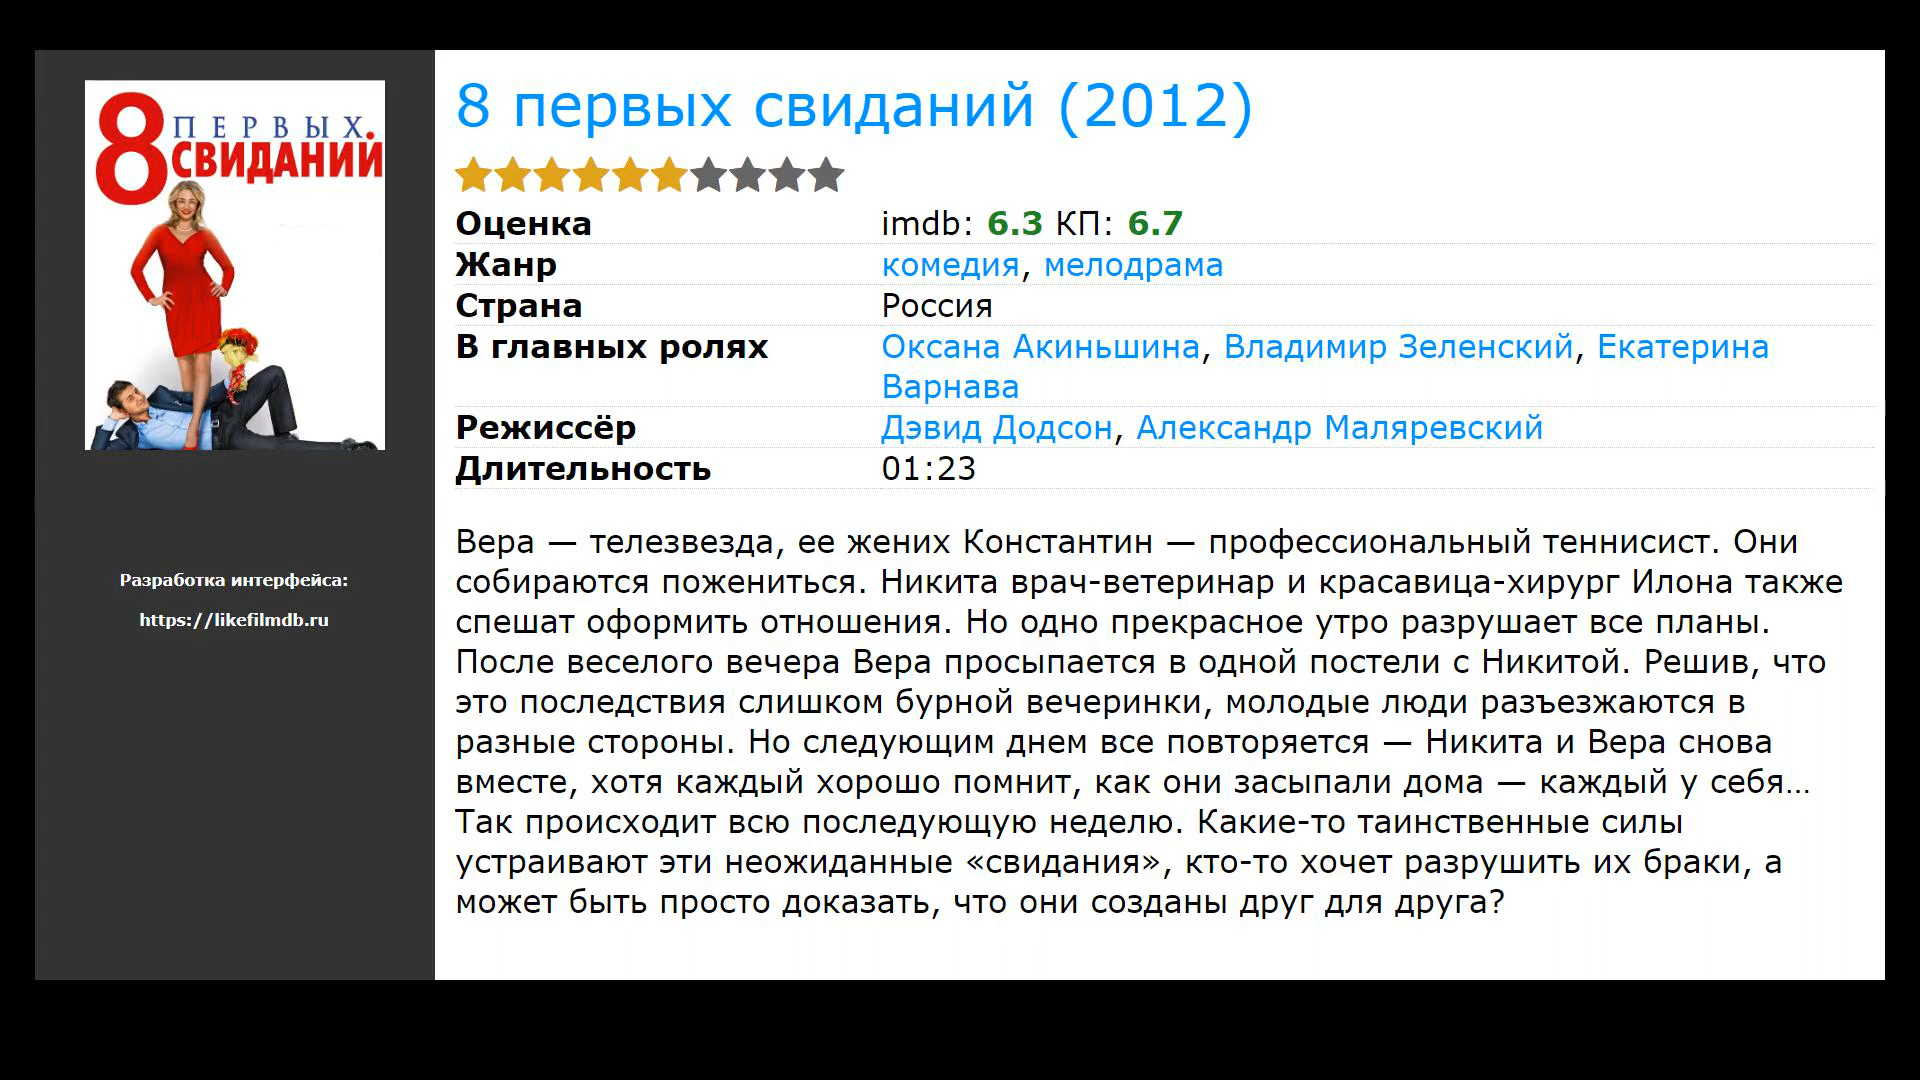 8 ПЕРВЫХ
СВИДАНИЙ
Разработка интерфейса:
https://likefilmdb.ru
8 первых свиданий (2012)
Оценка imdb: 6.3 КП: 6.7
Жанр комедия, мелодрама
Страна Россия
В главных ролях Оксана Акиньшина, Владимир Зеленский, Екатерина
Варнава
Режиссёр Дэвид Додсон, Александр Маляревский
Длительность 01:23
Вера — телезвезда, ее жених Константин — профессиональный теннисист. Они
собираются пожениться. Никита врач-ветеринар и красавица-хирург Илона также
спешат оформить отношения. Но одно прекрасное утро разрушает все планы.
После веселого вечера Вера просыпается в одной постели с Никитой. Решив, что
это последствия слишком бурной вечеринки, молодые люди разъезжаются в
разные стороны. Но следующим днем все повторяется — Никита и Вера снова
вместе, хотя каждый хорошо помнит, как они засыпали дома — каждый у себя...
Так происходит всю последующую неделю. Какие-то таинственные силы
устраивают эти неожиданные «свидания», кто-то хочет разрушить их браки, а
может быть просто доказать, что они созданы друг для друга?